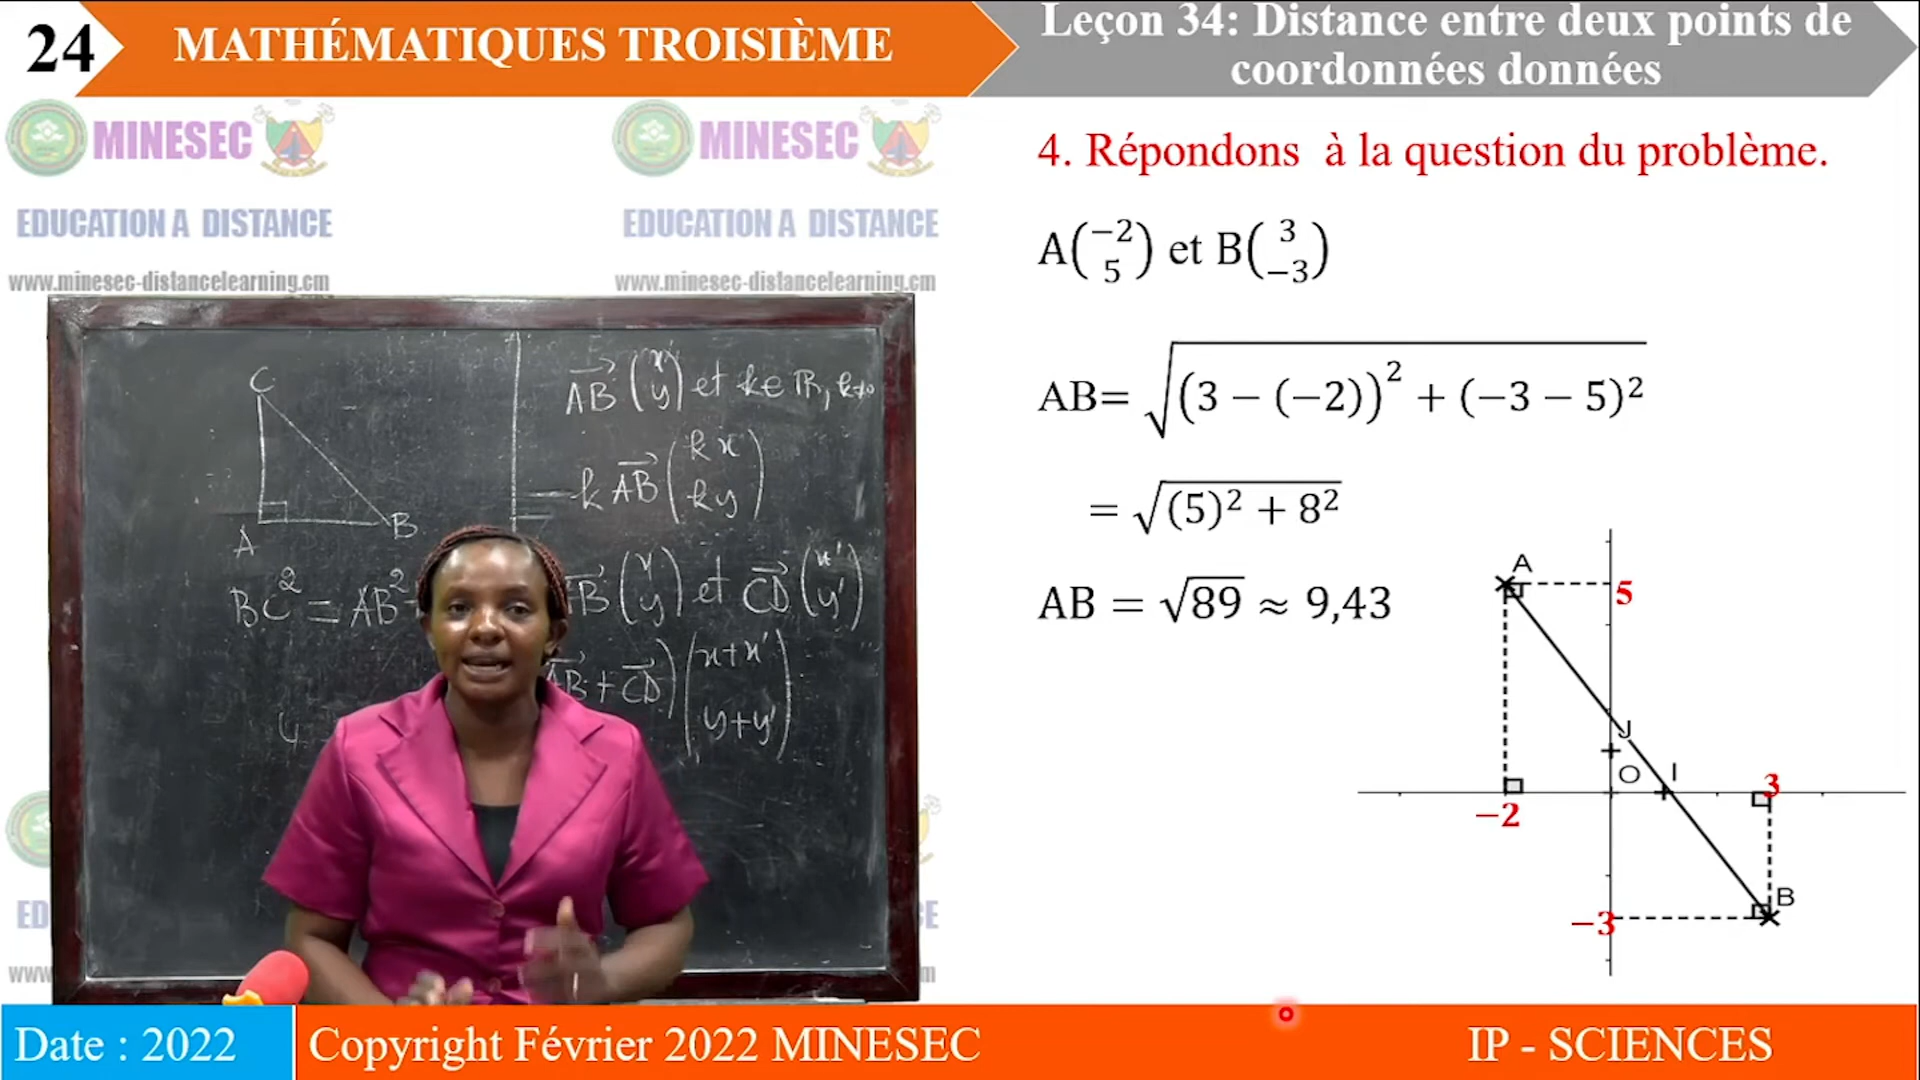 24
MATHÉMATIQUES TROISIÈME
Leçon 34: Distance entre deux points de
coordonnées données
MINESEC
MINESEC
EDUCATION A DISTANCE
EDUCATION A DISTANCE
www.minesec-distancelearning.cm
www.minesec-distancelearning.cm
C
A
B
BC² = AB²
AB (x y) et k∈ℝ, k≠0
k AB (kx ky)
B (x y) et CD (x' y')
AB + CD) (x+x' y+y')
4. Répondons à la question du problème.
A(−2 5) et B(3 −3)
AB= √((3 − (−2))² + (−3 − 5)²)
= √((5)² + 8²)
AB = √89 ≈ 9,43
A
5
J
O
I
3
−2
B
−3
ED
E
www
m
Date : 2022
Copyright Février 2022 MINESEC
IP - SCIENCES